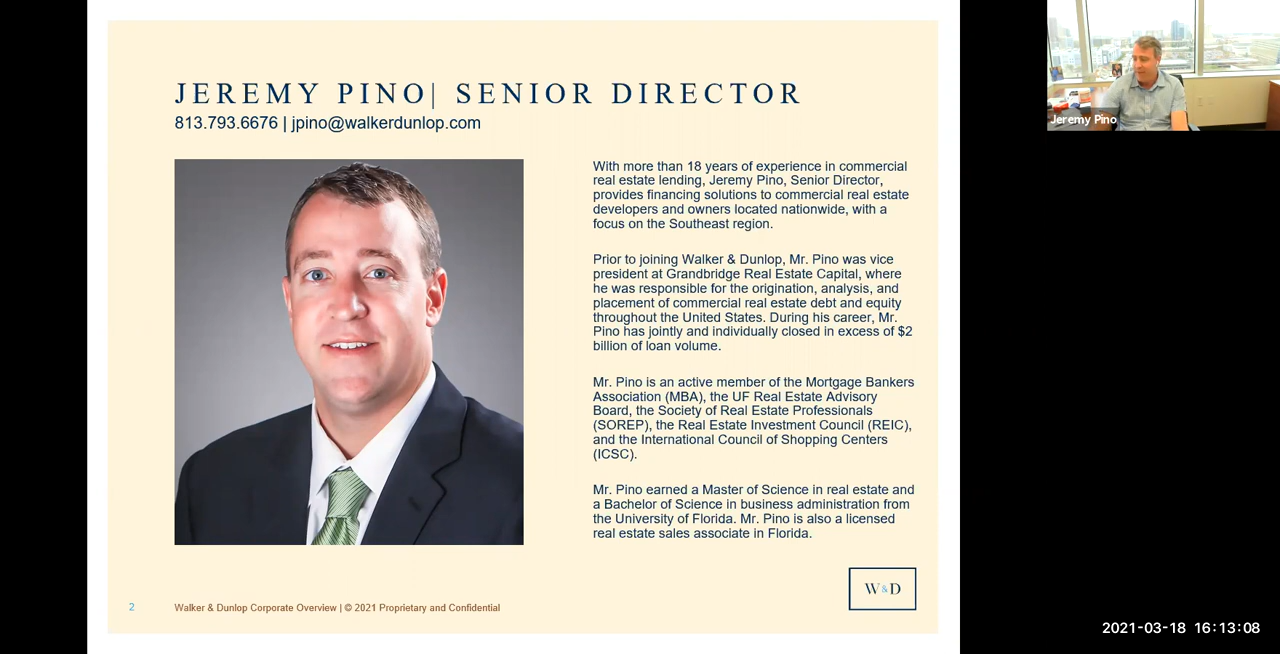 JEREMY PINO| SENIOR DIRECTOR
813.793.6676 | jpino@walkerdunlop.com
With more than 18 years of experience in commercial
real estate lending, Jeremy Pino, Senior Director,
provides financing solutions to commercial real estate
developers and owners located nationwide, with a
focus on the Southeast region.
Prior to joining Walker & Dunlop, Mr. Pino was vice
president at Grandbridge Real Estate Capital, where
he was responsible for the origination, analysis, and
placement of commercial real estate debt and equity
throughout the United States. During his career, Mr.
Pino has jointly and individually closed in excess of $2
billion of loan volume.
Mr. Pino is an active member of the Mortgage Bankers
Association (MBA), the UF Real Estate Advisory
Board, the Society of Real Estate Professionals
(SOREP), the Real Estate Investment Council (REIC),
and the International Council of Shopping Centers
(ICSC).
Mr. Pino earned a Master of Science in real estate and
a Bachelor of Science in business administration from
the University of Florida. Mr. Pino is also a licensed
real estate sales associate in Florida.
W&D
2
Walker & Dunlop Corporate Overview | © 2021 Proprietary and Confidential
Jeremy Pino
2021-03-18 16:13:08